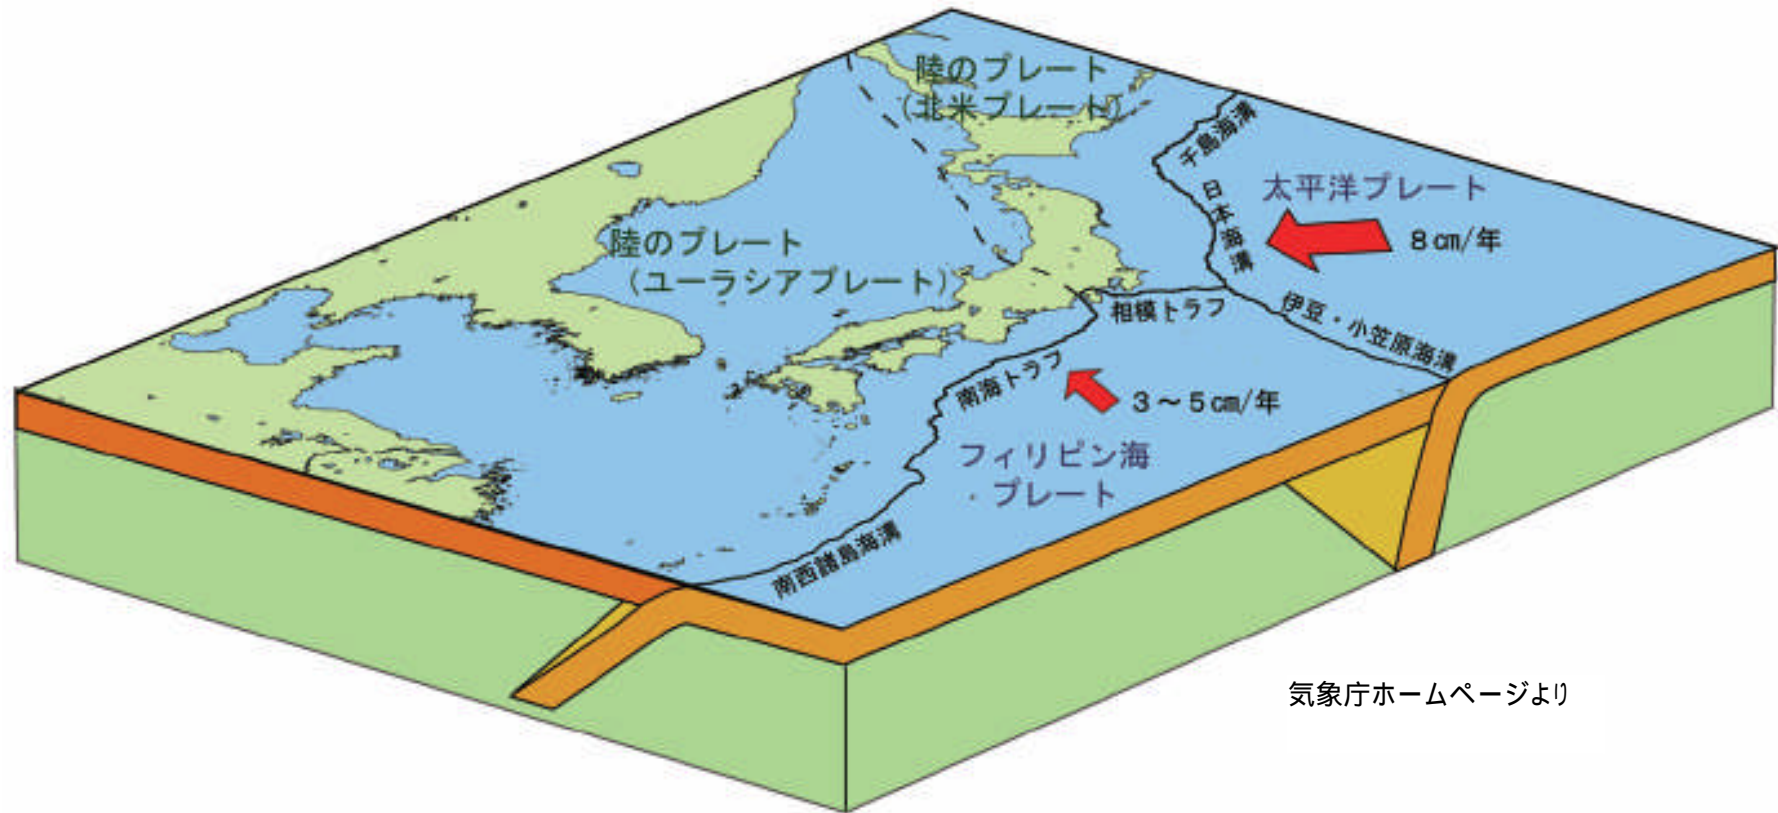 陸のプレート
(北米プレート)
千島海溝
日本海溝
太平洋プレート
8㎝/年
陸のプレート
(ユーラシアプレート)
相模トラフ
伊豆・小笠原海溝
南海トラフ
3～5㎝/年
フィリピン海
プレート
南西諸島海溝
気象庁ホームページより